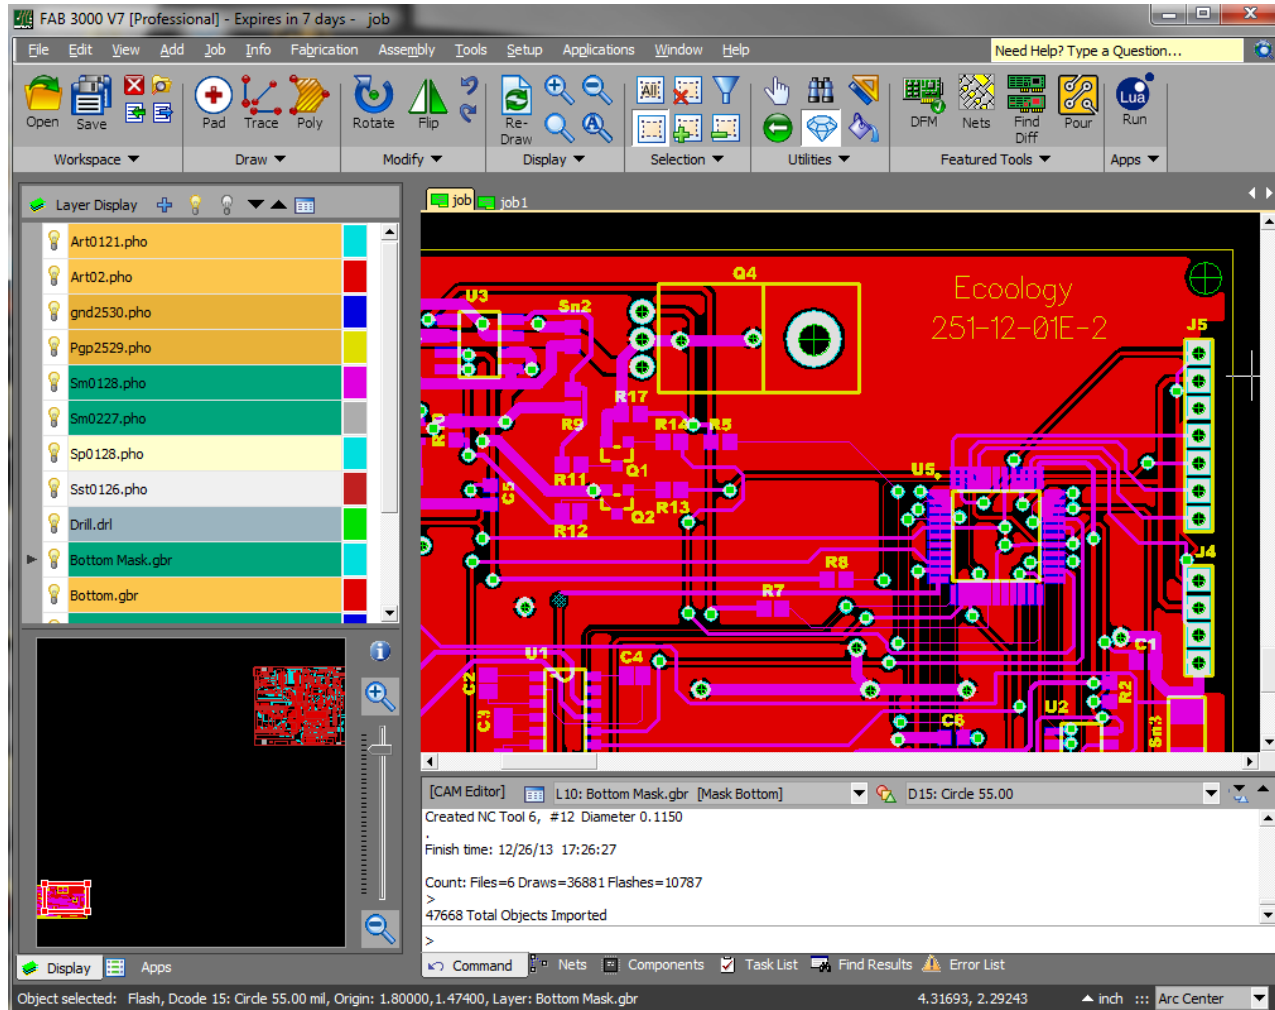 FAB 3000 V7 [Professional] - Expires in 7 days - job
File Edit View Add Job Info Fabrication Assembly Tools Setup Applications Window Help
Need Help? Type a Question...
Open Save Pad Trace Poly Rotate Flip Re-Draw All DFM Nets Find Diff Pour Lua Run
Workspace Draw Modify Display Selection Utilities Featured Tools Apps
Layer Display
job job1
Art0121.pho
Art02.pho
gnd2530.pho
Pgp2529.pho
Sm0128.pho
Sm0227.pho
Sp0128.pho
Sst0126.pho
Drill.drl
Bottom Mask.gbr
Bottom.gbr
Q4
Ecoology
251-12-01E-2
U3
Sn2
J5
R17
R10
R9
R14
R5
U5
Q1
R11
C5
R13
Q2
R12
J4
R8
R7
U1
C4
C1
C2
R2
C3
U2
C6
Sn3
[CAM Editor] L10: Bottom Mask.gbr [Mask Bottom] D15: Circle 55.00
Created NC Tool 6, #12 Diameter 0.1150
.
Finish time: 12/26/13 17:26:27
Count: Files=6 Draws=36881 Flashes=10787
>
47668 Total Objects Imported
>
Display Apps
Command Nets Components Task List Find Results Error List
Object selected: Flash, Dcode 15: Circle 55.00 mil, Origin: 1.80000,1.47400, Layer: Bottom Mask.gbr 4.31693, 2.29243 inch ::: Arc Center